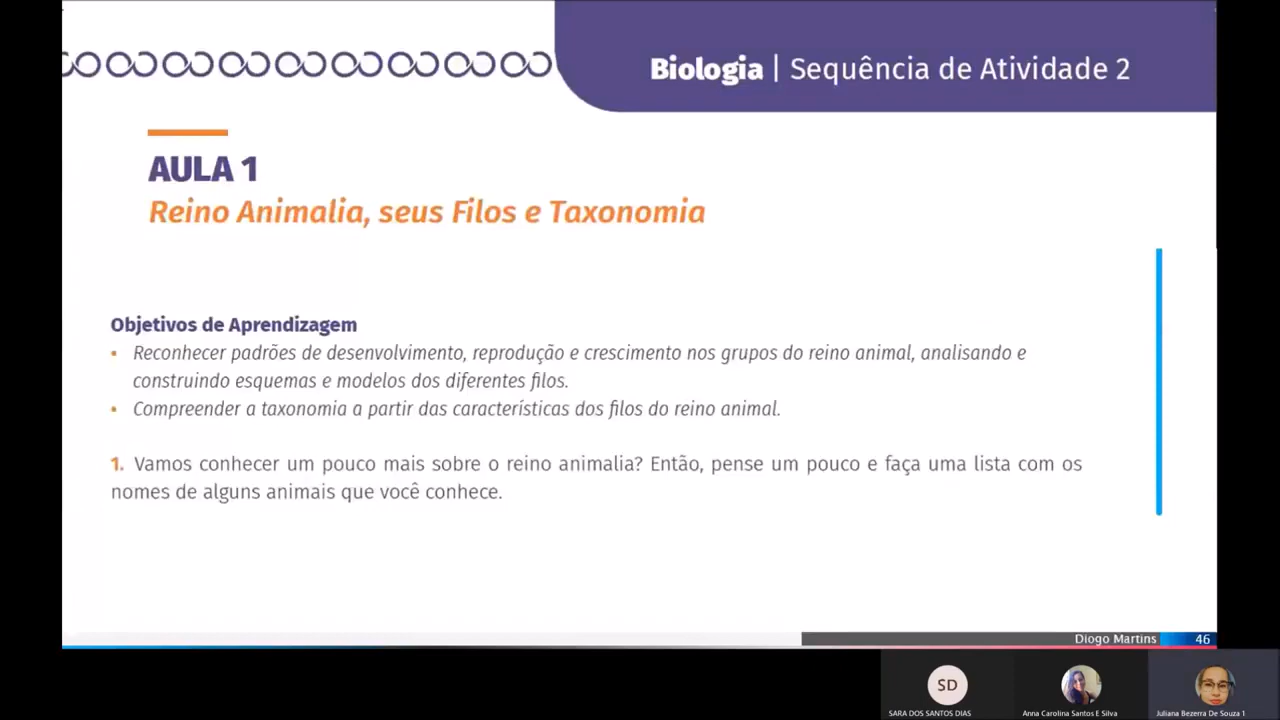 Biologia | Sequência de Atividade 2
AULA 1
Reino Animalia, seus Filos e Taxonomia
Objetivos de Aprendizagem
• Reconhecer padrões de desenvolvimento, reprodução e crescimento nos grupos do reino animal, analisando e
construindo esquemas e modelos dos diferentes filos.
• Compreender a taxonomia a partir das características dos filos do reino animal.
1. Vamos conhecer um pouco mais sobre o reino animalia? Então, pense um pouco e faça uma lista com os
nomes de alguns animais que você conhece.
Diogo Martins 46
SD
SARA DOS SANTOS DIAS
Anna Carolina Santos E Silva
Juliana Bezerra De Souza 1